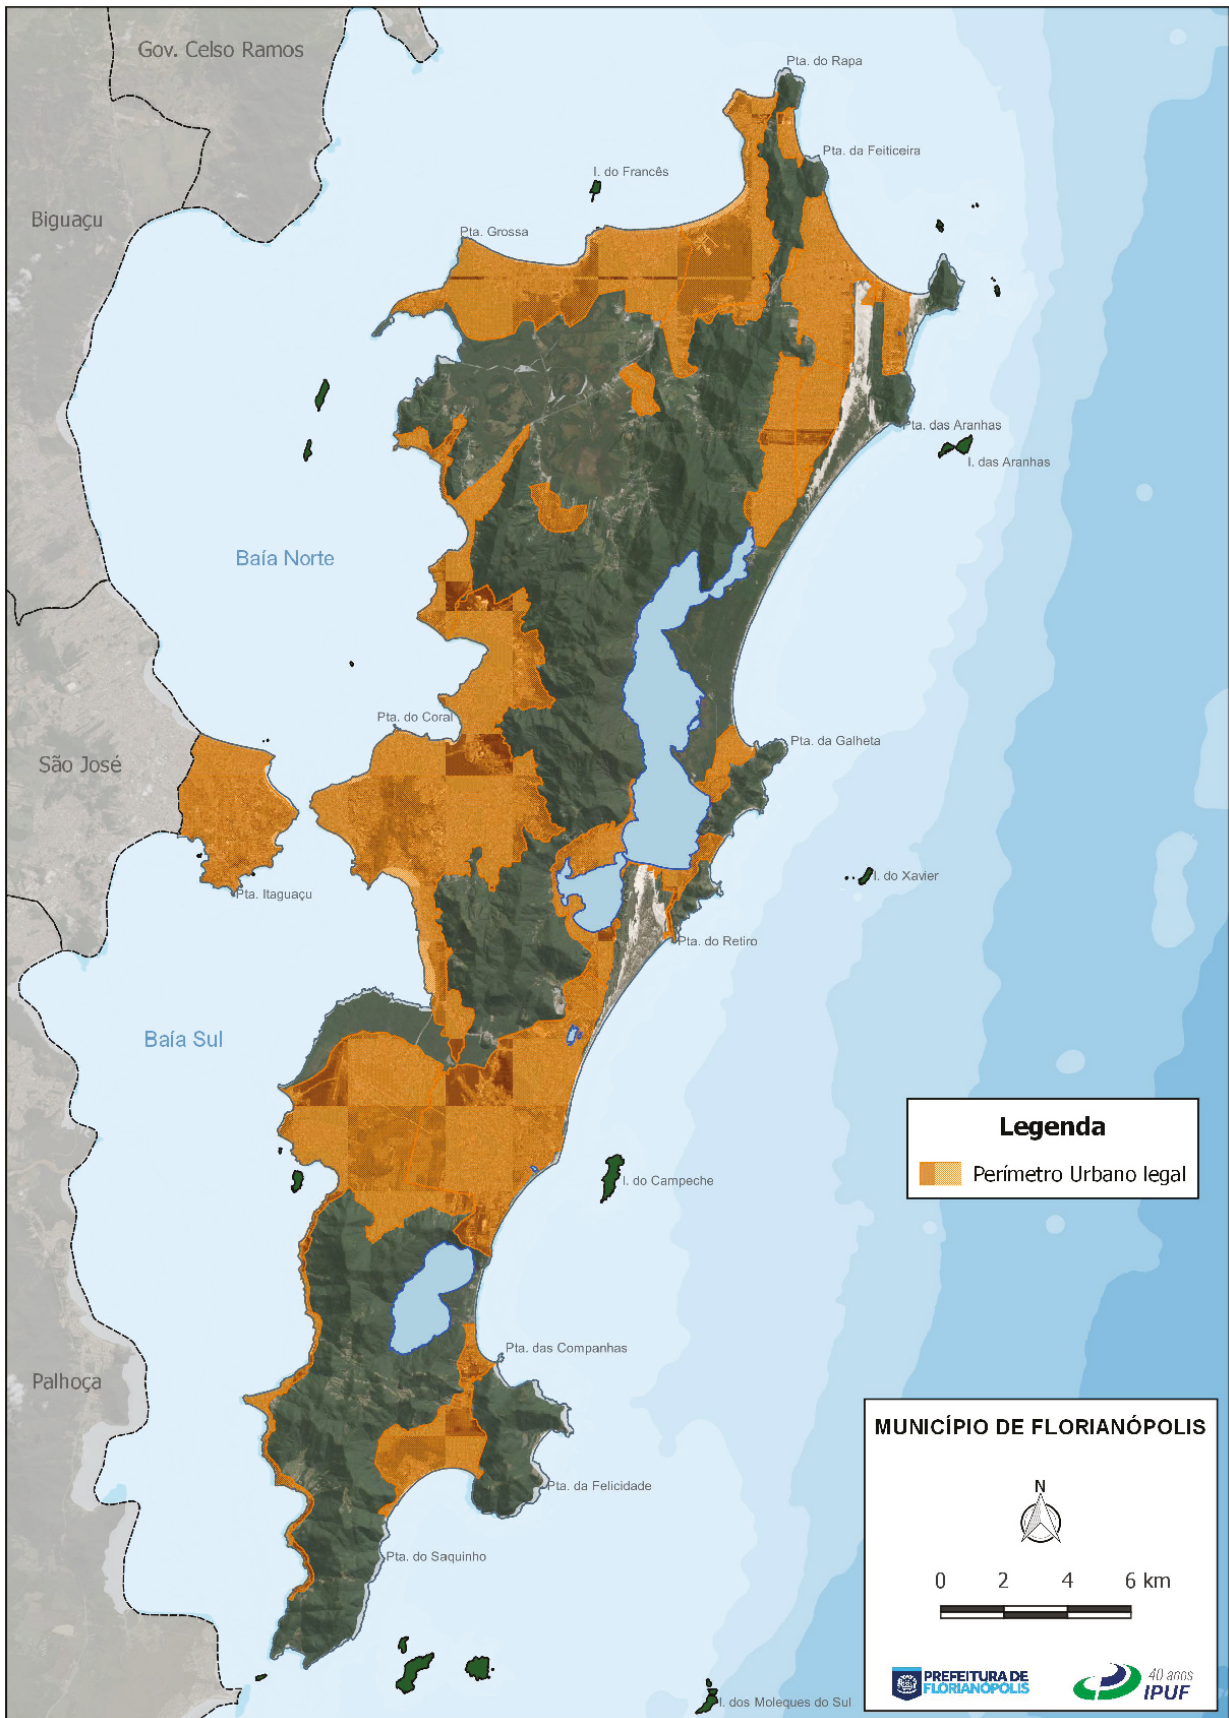 Gov. Celso Ramos
Pta. do Rapa
Pta. da Feiticeira
I. do Francês
Biguaçu
Pta. Grossa
Pta. das Aranhas
I. das Aranhas
Baía Norte
Pta. do Coral
Pta. da Galheta
São José
I. do Xavier
Pta. Itaguaçu
Pta. do Retiro
Baía Sul
Legenda
Perímetro Urbano legal
I. do Campeche
Pta. das Companhas
Palhoça
MUNICÍPIO DE FLORIANÓPOLIS
Pta. da Felicidade
N
Pta. do Saquinho
0 2 4 6 km
PREFEITURA DE
FLORIANÓPOLIS
40 anos
IPUF
I. dos Moleques do Sul